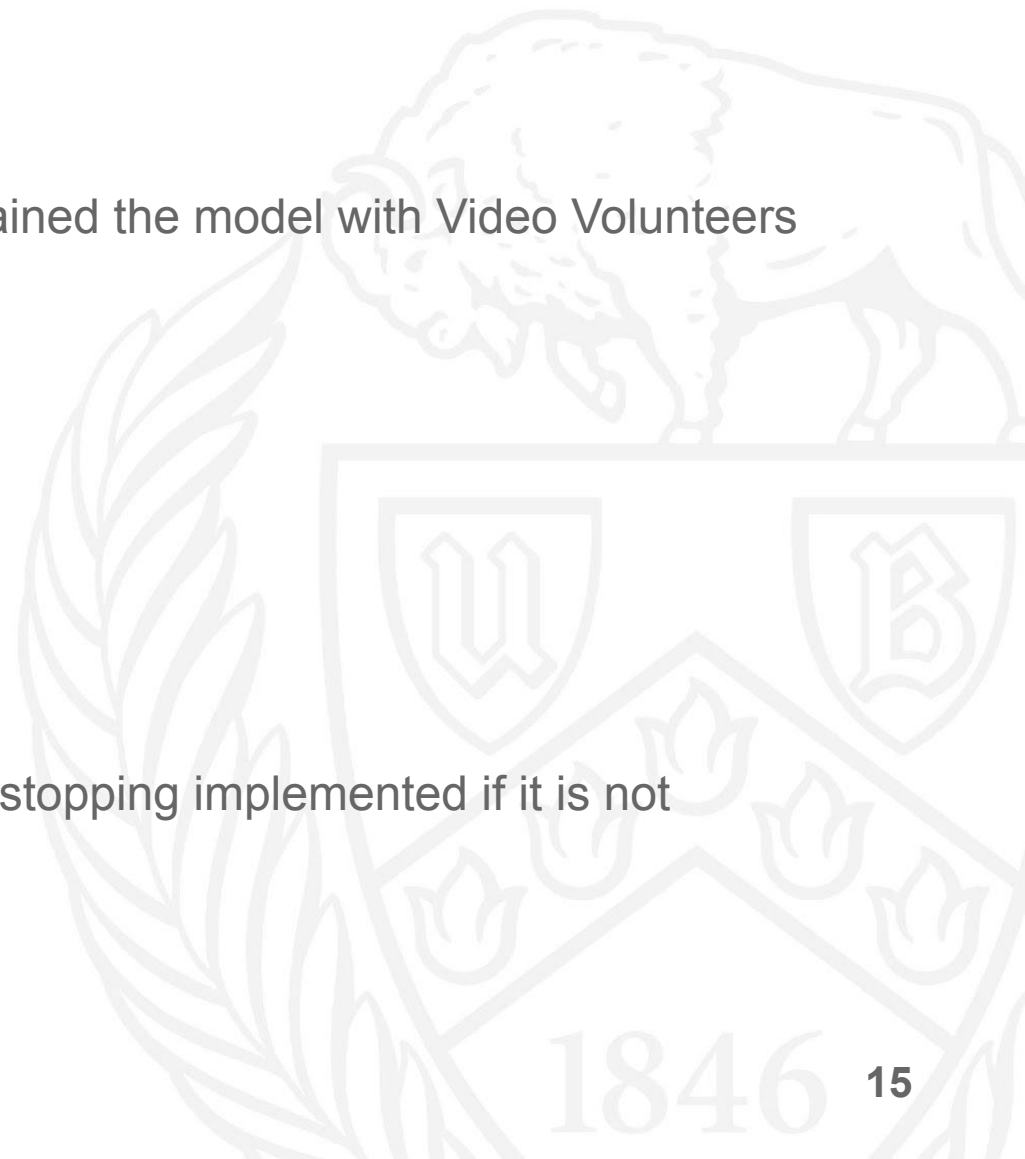 ained the model with Video Volunteers
U B
stopping implemented if it is not
1846
15